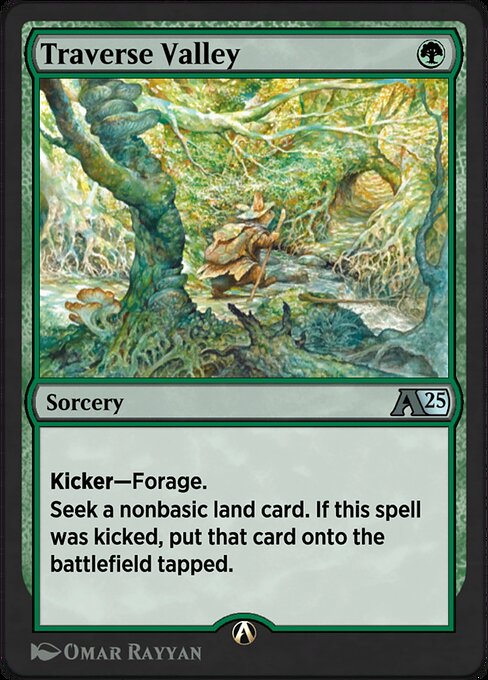 Traverse Valley
Sorcery
A25
Kicker—Forage.
Seek a nonbasic land card. If this spell
was kicked, put that card onto the
battlefield tapped.
A
Omar Rayyan